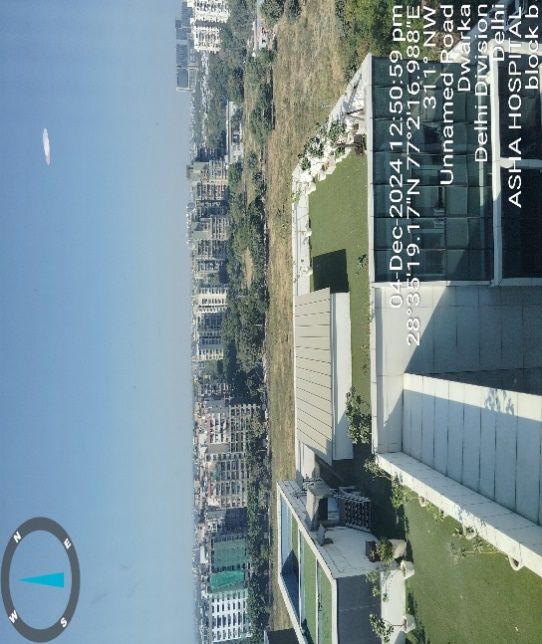 04-Dec-2024 12:50:59 pm
28°35'19.17"N 77°2'16.988"E
311° NW
Unnamed Road
Dwarka
Delhi Division
Delhi
ASHA HOSPITAL
block b
N
E
S
W